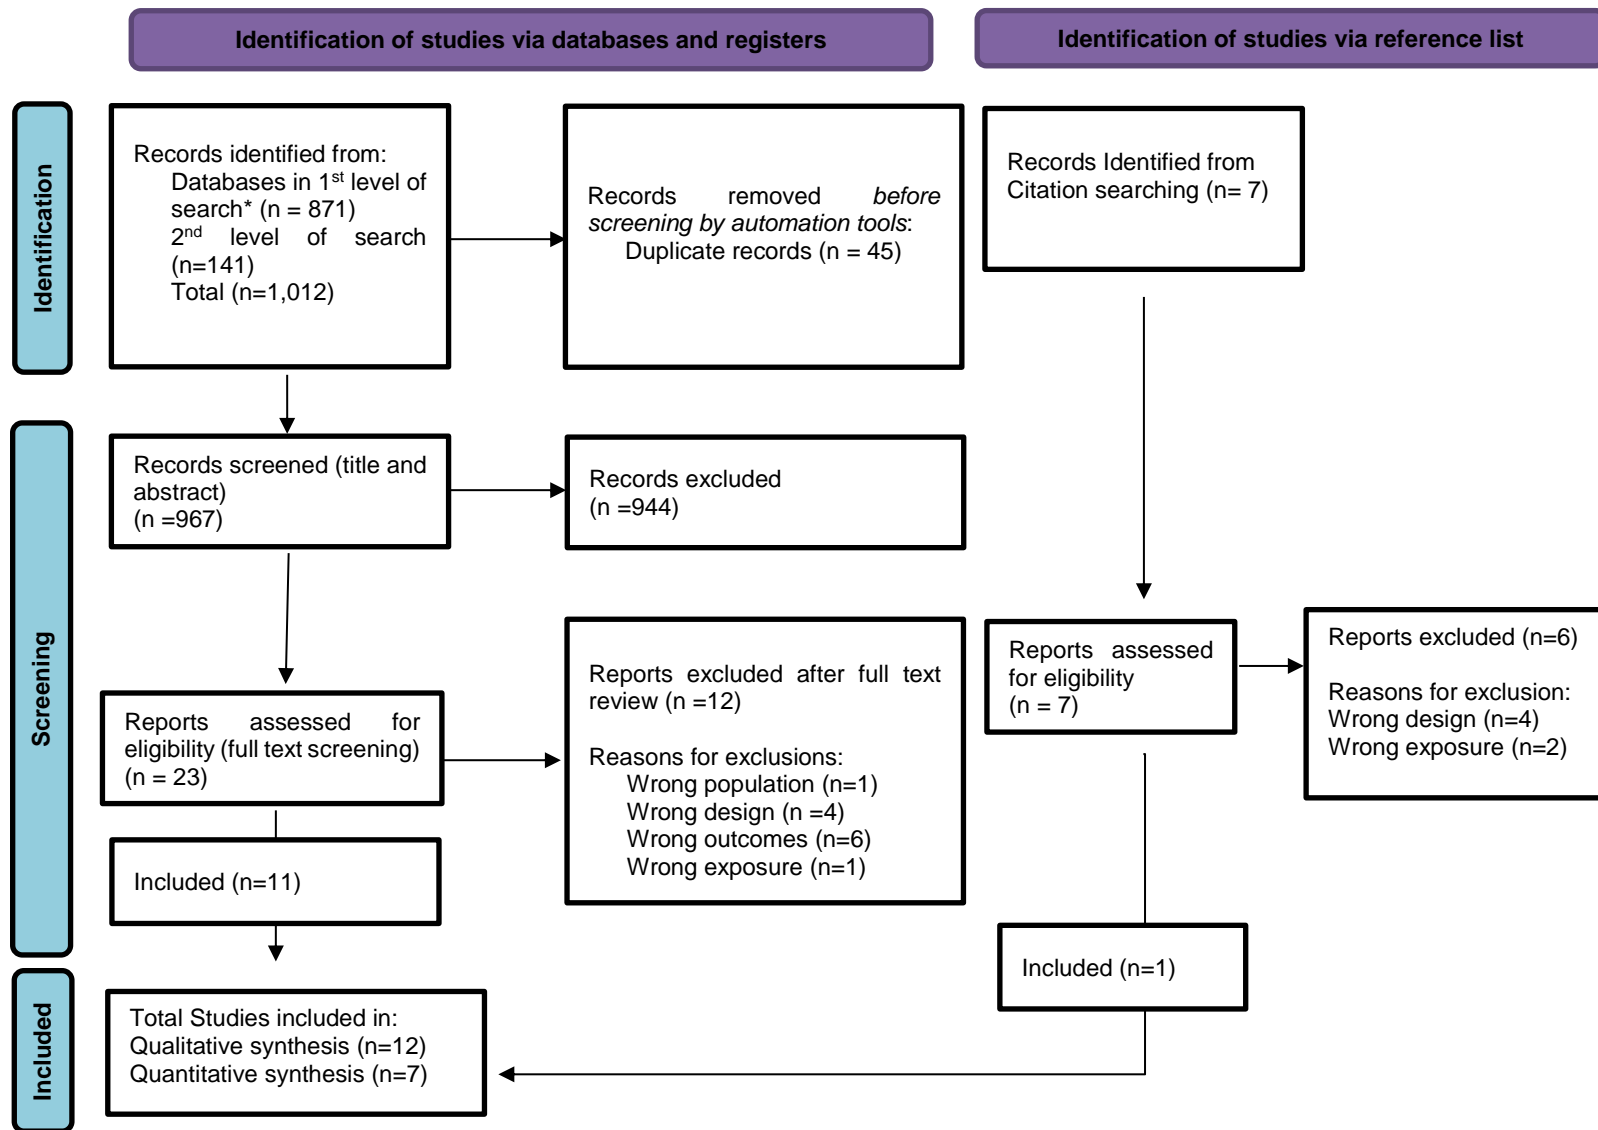 Identification of studies via databases and registers
Identification of studies via reference list
Identification
Records identified from:
Databases in 1st level of
search* (n = 871)
2nd level of search
(n=141)
Total (n=1,012)
Records removed before
screening by automation tools:
Duplicate records (n = 45)
Records Identified from
Citation searching (n= 7)
Screening
Records screened (title and
abstract)
(n =967)
Records excluded
(n =944)
Reports assessed for
eligibility (full text screening)
(n = 23)
Reports excluded after full text
review (n =12)
Reasons for exclusions:
Wrong population (n=1)
Wrong design (n =4)
Wrong outcomes (n=6)
Wrong exposure (n=1)
Reports assessed
for eligibility
(n = 7)
Reports excluded (n=6)
Reasons for exclusion:
Wrong design (n=4)
Wrong exposure (n=2)
Included (n=11)
Included (n=1)
Included
Total Studies included in:
Qualitative synthesis (n=12)
Quantitative synthesis (n=7)